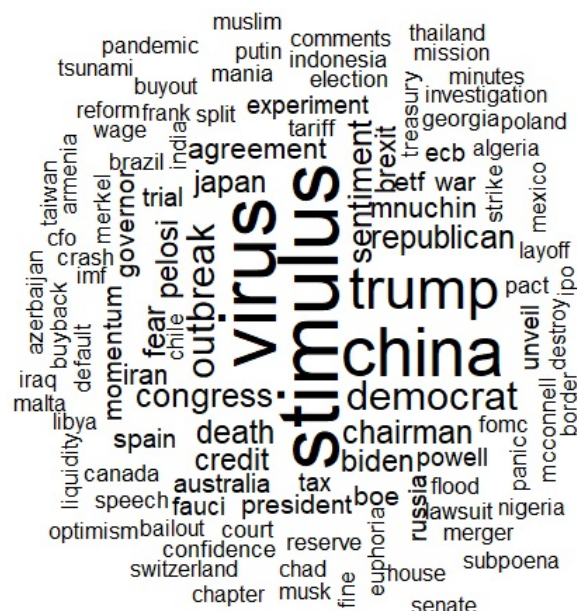 muslim
pandemic
putin
comments
thailand
tsunami
mania
indonesia
mission
buyout
election
minutes
reform
frank
split
experiment
treasury
investigation
wage
india
tariff
georgia
poland
brazil
agreement
sentiment
brexit
ecb
algeria
taiwan
armenia
merkel
governor
trial
japan
etf
war
strike
mexico
cfo
mnuchin
crash
pelosi
virus
stimulus
republican
layoff
azerbaijan
imf
outbreak
trump
pact
ipo
buyback
momentum
fear
chile
unveil
destroy
default
china
iraq
iran
malta
congress
democrat
border
libya
fomc
mcconnell
spain
death
chairman
panic
liquidity
credit
biden
powell
canada
australia
tax
flood
speech
fauci
president
boe
russia
lawsuit
nigeria
optimism
bailout
court
reserve
euphoria
merger
confidence
switzerland
chad
house
subpoena
chapter
musk
fine
senate